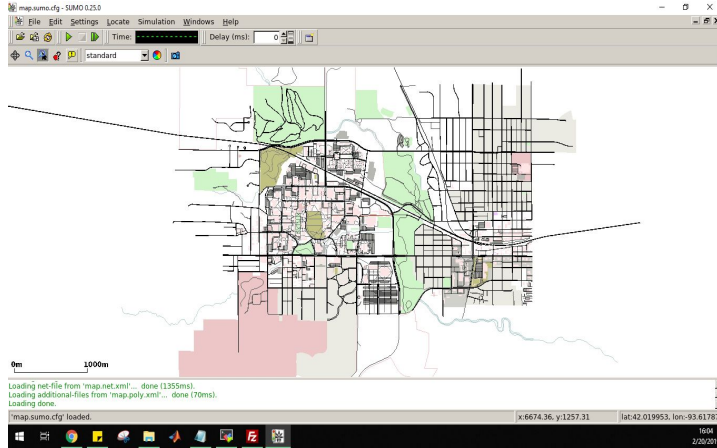 map.sumo.cfg - SUMO 0.25.0
File Edit Settings Locate Simulation Windows Help
Time: Delay (ms): 0
standard
0m 1000m
Loading net-file from 'map.net.xml'... done (1355ms).
Loading additional-files from 'map.poly.xml'... done (70ms).
Loading done.
'map.sumo.cfg' loaded. x:6674.36, y:1257.31 lat:42.019953, lon:-93.6178
16:04
2/20/201